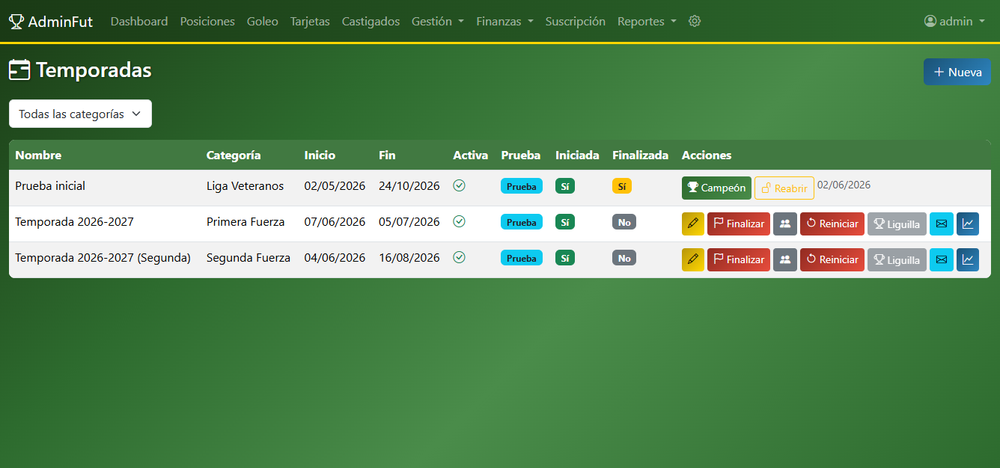 AdminFut Dashboard Posiciones Goleo Tarjetas Castigados Gestión Finanzas Suscripción Reportes admin
Temporadas
+ Nueva
Todas las categorías
Nombre Categoría Inicio Fin Activa Prueba Iniciada Finalizada Acciones
Prueba inicial Liga Veteranos 02/05/2026 24/10/2026 Prueba Sí Sí Campeón Reabrir 02/06/2026
Temporada 2026-2027 Primera Fuerza 07/06/2026 05/07/2026 Prueba Sí No Finalizar Reiniciar Liguilla
Temporada 2026-2027 (Segunda) Segunda Fuerza 04/06/2026 16/08/2026 Prueba Sí No Finalizar Reiniciar Liguilla